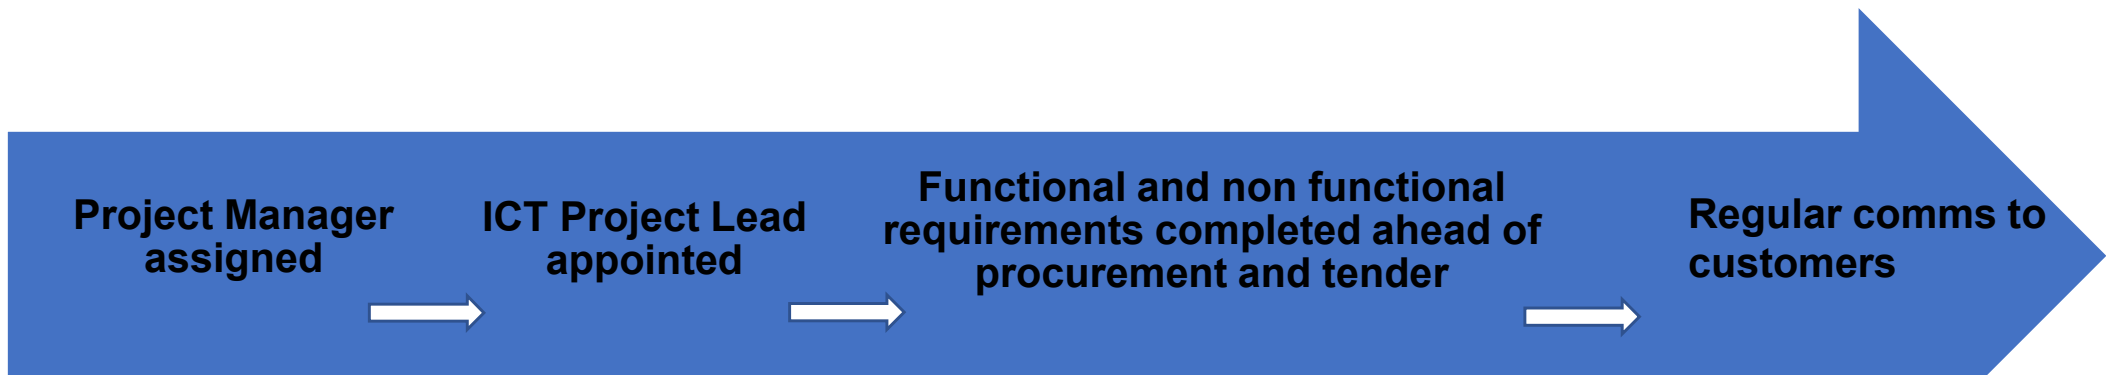 Project Manager
assigned
ICT Project Lead
appointed
Functional and non functional
requirements completed ahead of
procurement and tender
Regular comms to
customers